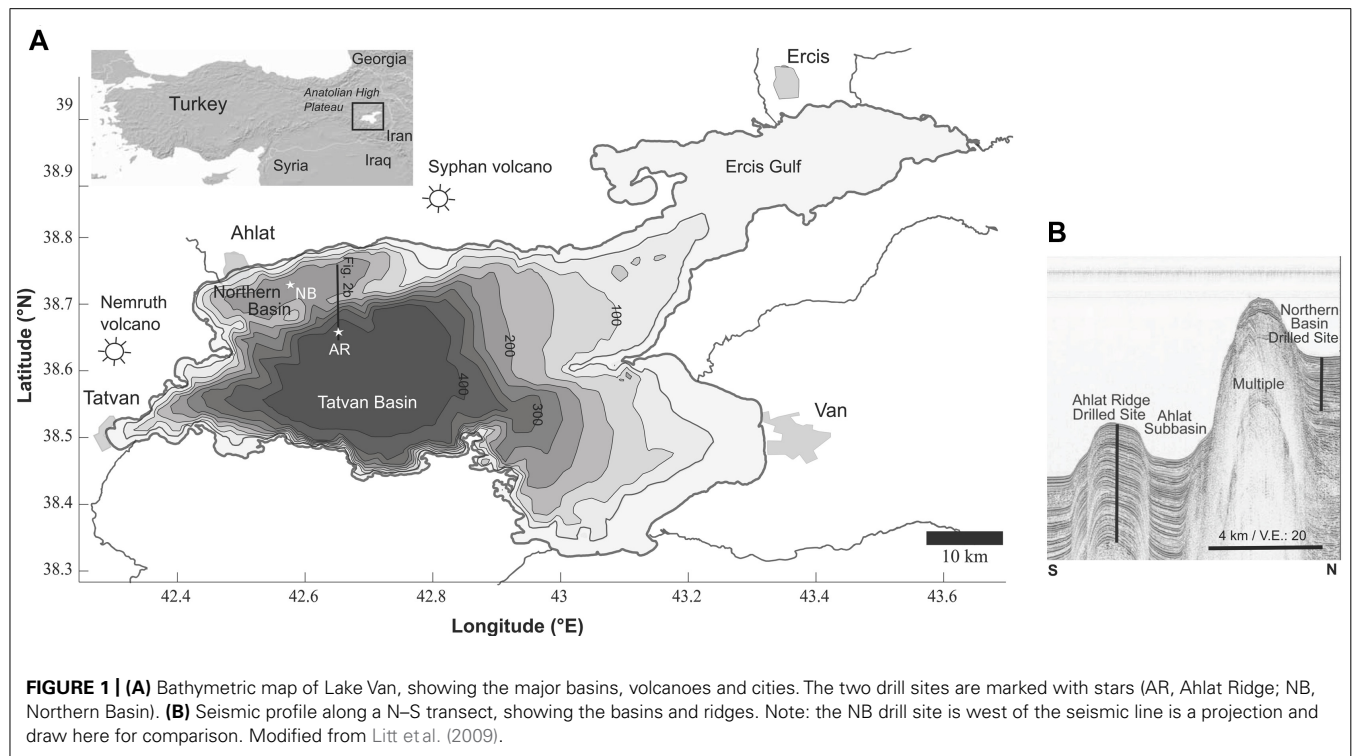 A
Georgia
Turkey
Anatolian High
Plateau
Iran
Syria
Iraq
Ercis
Ercis Gulf
Syphan volcano
Ahlat
Fig. 2b
Northern
Basin
NB
Nemruth
volcano
AR
100
200
400
300
Tatvan
Tatvan Basin
Van
10 km
39
38.9
38.8
38.7
38.6
38.5
38.4
38.3
Latitude (°N)
42.4
42.6
42.8
43
43.2
43.4
43.6
Longitude (°E)
B
Northern
Basin
Drilled Site
Multiple
Ahlat Ridge
Drilled Site
Ahlat
Subbasin
4 km / V.E.: 20
S
N
FIGURE 1 | (A) Bathymetric map of Lake Van, showing the major basins, volcanoes and cities. The two drill sites are marked with stars (AR, Ahlat Ridge; NB,
Northern Basin). (B) Seismic profile along a N–S transect, showing the basins and ridges. Note: the NB drill site is west of the seismic line is a projection and
draw here for comparison. Modified from Litt et al. (2009).